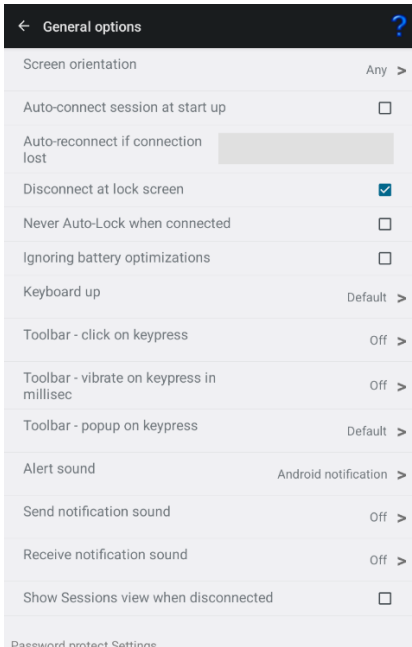 ← General options ?
Screen orientation
Any >
Auto-connect session at start up
Auto-reconnect if connection
lost
Disconnect at lock screen
Never Auto-Lock when connected
Ignoring battery optimizations
Keyboard up
Default >
Toolbar - click on keypress
Off >
Toolbar - vibrate on keypress in
millisec
Off >
Toolbar - popup on keypress
Default >
Alert sound
Android notification >
Send notification sound
Off >
Receive notification sound
Off >
Show Sessions view when disconnected
Password protect Settings